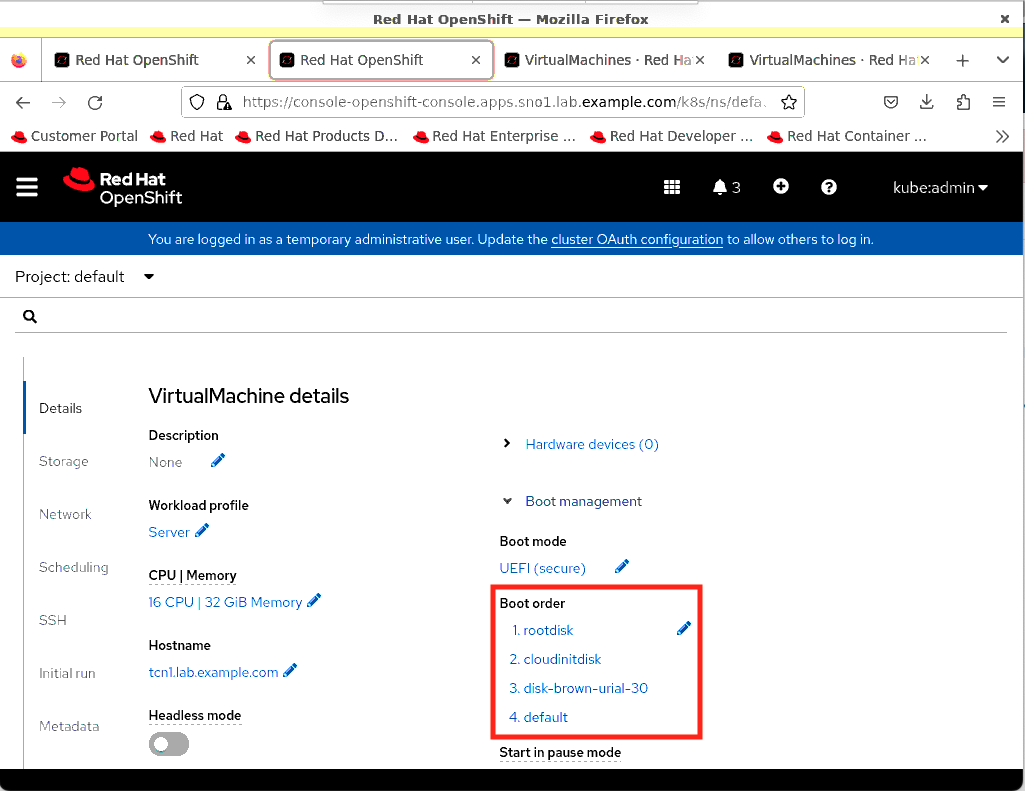 Red Hat OpenShift — Mozilla Firefox
Red Hat OpenShift
Red Hat OpenShift
VirtualMachines · Red Ha
VirtualMachines · Red Ha
https://console-openshift-console.apps.sno1.lab.example.com/k8s/ns/defa
Customer Portal
Red Hat
Red Hat Products D...
Red Hat Enterprise ...
Red Hat Developer ...
Red Hat Container ...
Red Hat
OpenShift
3
kube:admin
You are logged in as a temporary administrative user. Update the cluster OAuth configuration to allow others to log in.
Project: default
Details
Storage
Network
Scheduling
SSH
Initial run
Metadata
VirtualMachine details
Description
None
Workload profile
Server
CPU | Memory
16 CPU | 32 GiB Memory
Hostname
tcn1.lab.example.com
Headless mode
Hardware devices (0)
Boot management
Boot mode
UEFI (secure)
Boot order
1. rootdisk
2. cloudinitdisk
3. disk-brown-urial-30
4. default
Start in pause mode